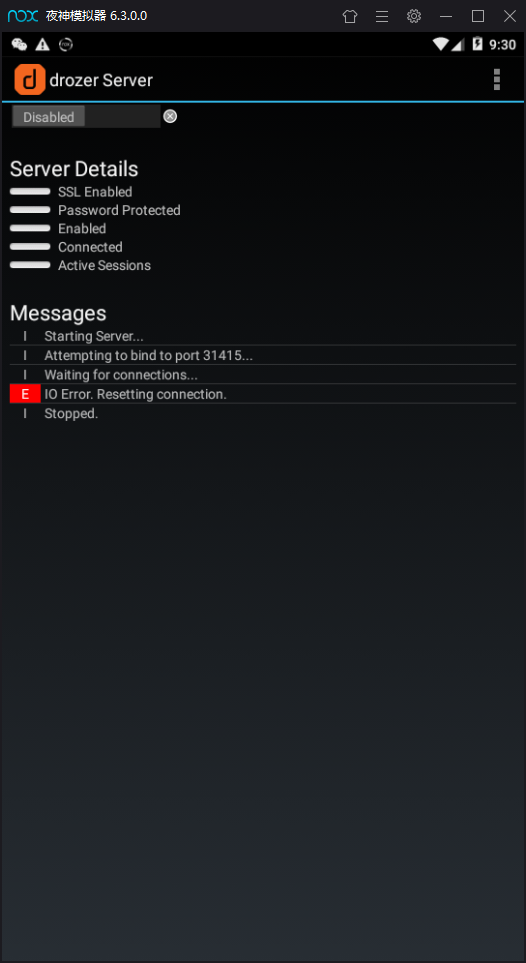 nox 夜神模拟器 6.3.0.0
9:30
d drozer Server
Disabled
Server Details
SSL Enabled
Password Protected
Enabled
Connected
Active Sessions
Messages
I Starting Server...
I Attempting to bind to port 31415...
I Waiting for connections...
E IO Error. Resetting connection.
I Stopped.